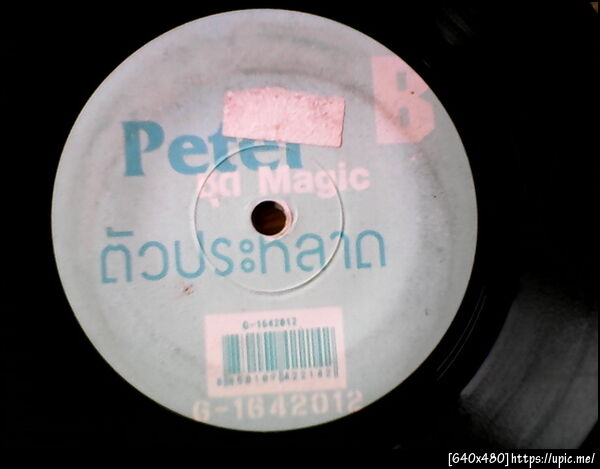 B
Peter
ชุด Magic
ตัวประหลาด
G-1642012
G-1642012
[640x480]https://upic.me/